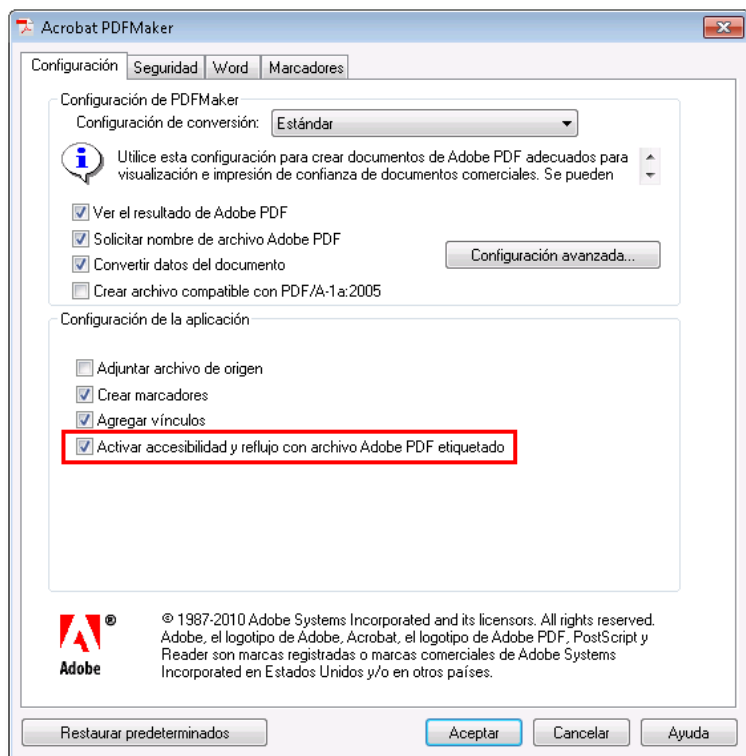 Acrobat PDFMaker
Configuración
Seguridad
Word
Marcadores
Configuración de PDFMaker
Configuración de conversión:
Estándar
Utilice esta configuración para crear documentos de Adobe PDF adecuados para
visualización e impresión de confianza de documentos comerciales. Se pueden
Ver el resultado de Adobe PDF
Solicitar nombre de archivo Adobe PDF
Configuración avanzada...
Convertir datos del documento
Crear archivo compatible con PDF/A-1a:2005
Configuración de la aplicación
Adjuntar archivo de origen
Crear marcadores
Agregar vínculos
Activar accesibilidad y reflujo con archivo Adobe PDF etiquetado
® © 1987-2010 Adobe Systems Incorporated and its licensors. All rights reserved.
Adobe, el logotipo de Adobe, Acrobat, el logotipo de Adobe PDF, PostScript y
Reader son marcas registradas o marcas comerciales de Adobe Systems
Incorporated en Estados Unidos y/o en otros países.
Adobe
Restaurar predeterminados
Aceptar
Cancelar
Ayuda